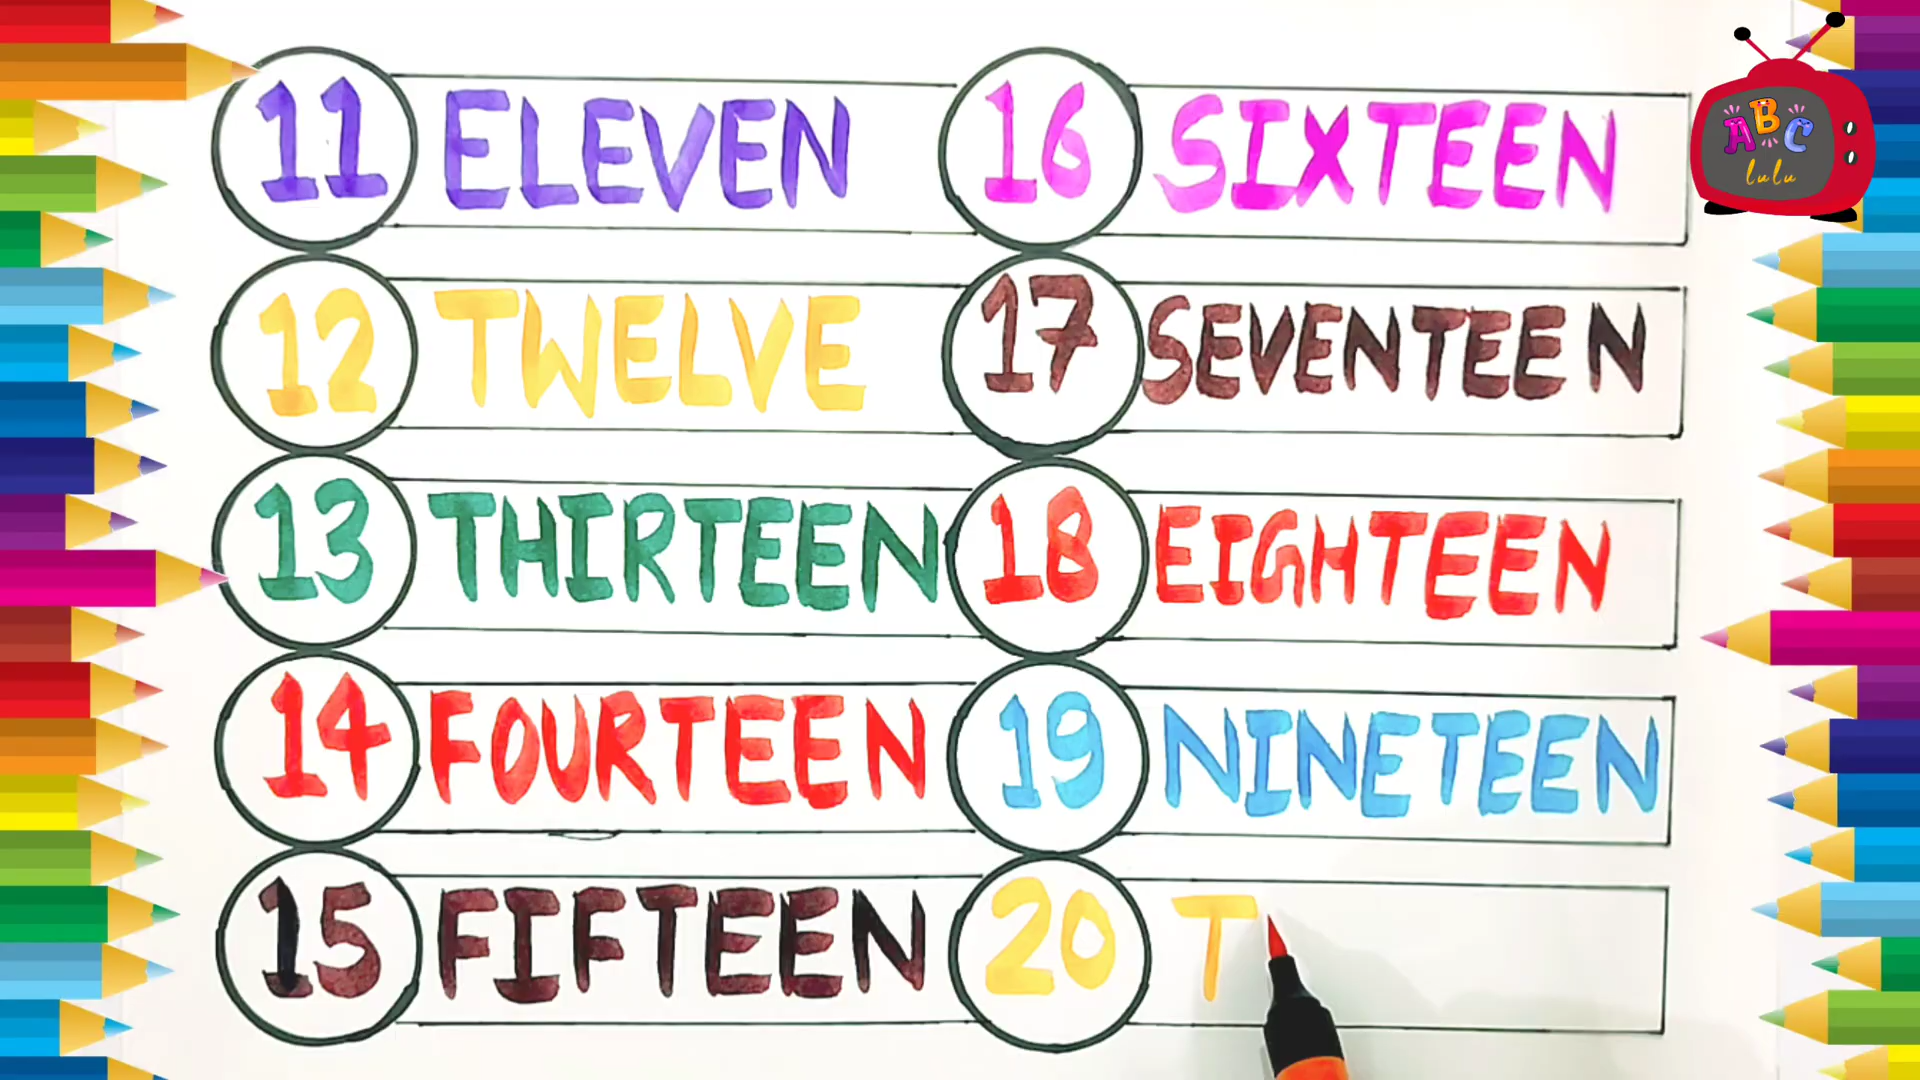 11 ELEVEN
12 TWELVE
13 THIRTEEN
14 FOURTEEN
15 FIFTEEN
16 SIXTEEN
17 SEVENTEEN
18 EIGHTEEN
19 NINETEEN
20 T
ABC
lulu